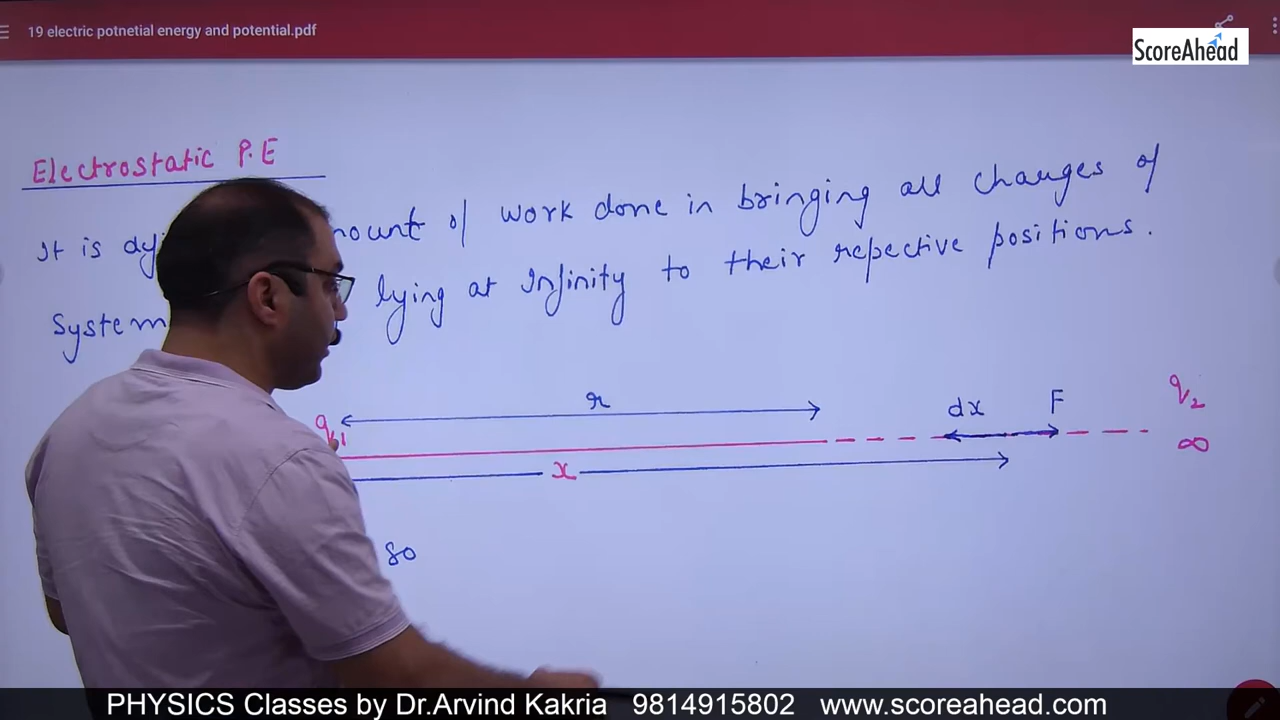 19 electric potnetial energy and potential.pdf
ScoreAhead
Electrostatic P.E
It is mount of work done in bringing all charges of
System lying at Infinity to their repective positions.
r
dx
F
q2
q1
∞
x
so
PHYSICS Classes by Dr.Arvind Kakria 9814915802 www.scoreahead.com